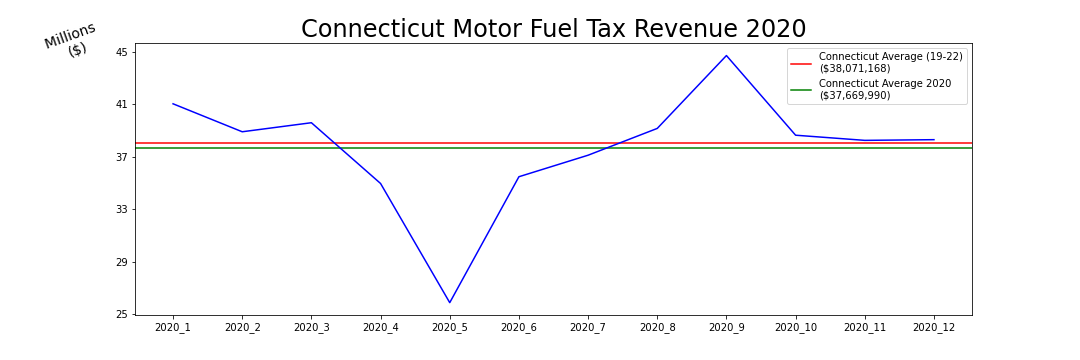 Connecticut Motor Fuel Tax Revenue 2020
Millions
($)
45
41
37
33
29
25
Connecticut Average (19-22)
($38,071,168)
Connecticut Average 2020
($37,669,990)
2020_1 2020_2 2020_3 2020_4 2020_5 2020_6 2020_7 2020_8 2020_9 2020_10 2020_11 2020_12